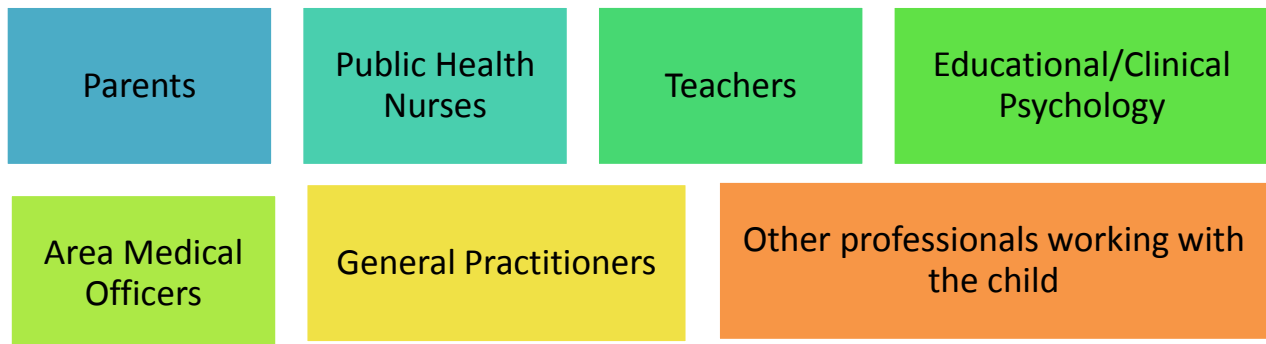 Parents
Public Health
Nurses
Teachers
Educational/Clinical
Psychology
Area Medical
Officers
General Practitioners
Other professionals working with
the child